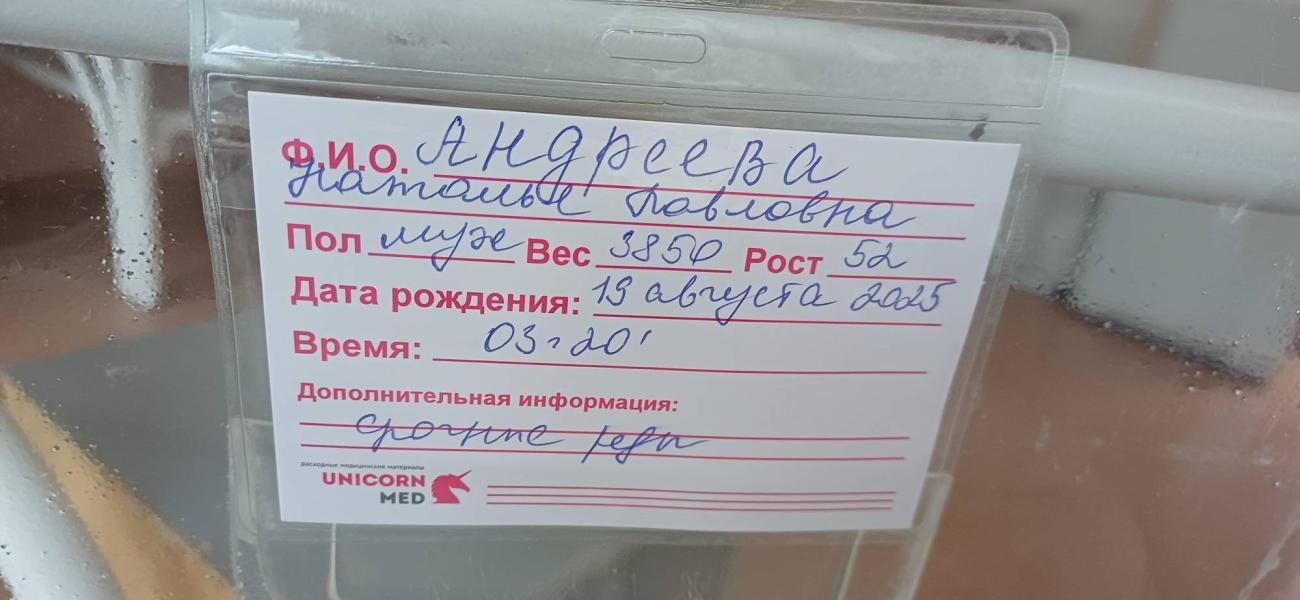 Ф.И.О. Андреева
Наталье Павловна
Пол муж Вес 3850 Рост 52
Дата рождения: 19 августа 2025
Время: 03 20'
Дополнительная информация:
срочные роды
расходные медицинские материалы
UNICORN
MED